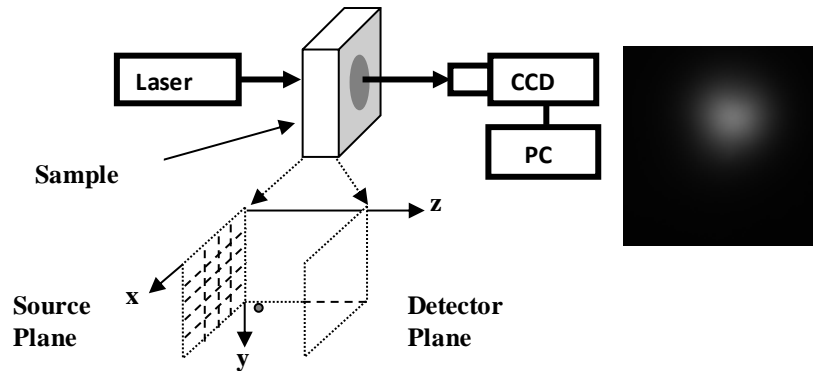 Laser
CCD
PC
Sample
z
x
Source
Plane
Detector
Plane
y